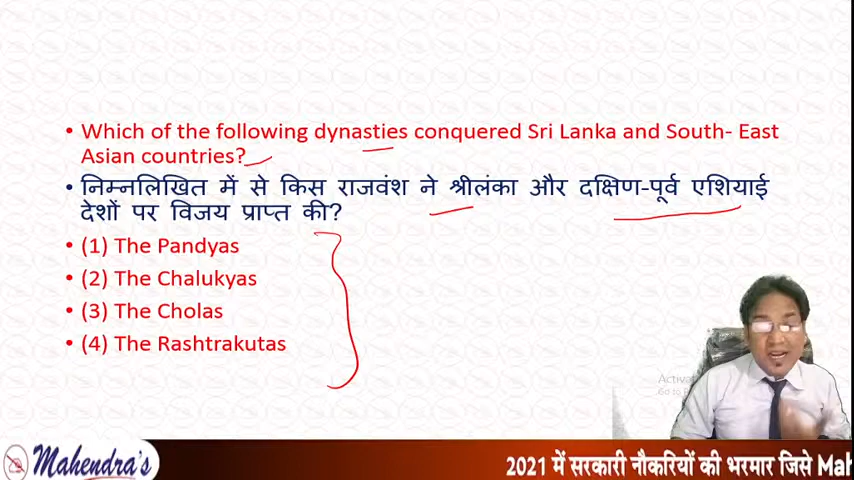 • Which of the following dynasties conquered Sri Lanka and South- East
Asian countries?
• निम्नलिखित में से किस राजवंश ने श्रीलंका और दक्षिण-पूर्व एशियाई
देशों पर विजय प्राप्त की?
• (1) The Pandyas
• (2) The Chalukyas
• (3) The Cholas
• (4) The Rashtrakutas
Mahendra's
2021 में सरकारी नौकरियों की भरमार जिसे Mah